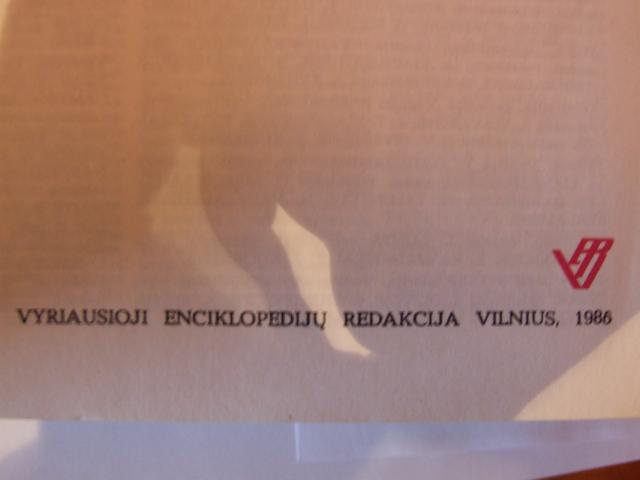 VYRIAUSIOJI ENCIKLOPEDIJŲ REDAKCIJA VILNIUS, 1986